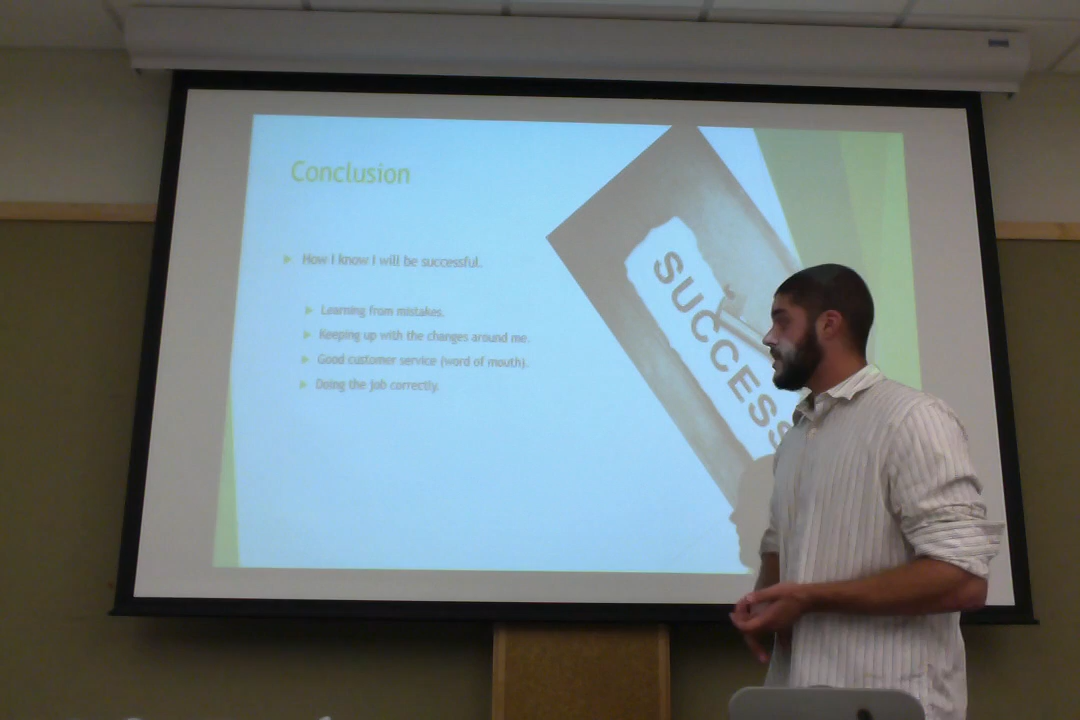 Conclusion
How I know I will be successful.
Learning from mistakes.
Keeping up with the changes around me.
Good customer service (word of mouth).
Doing the job correctly.
SUCCESS